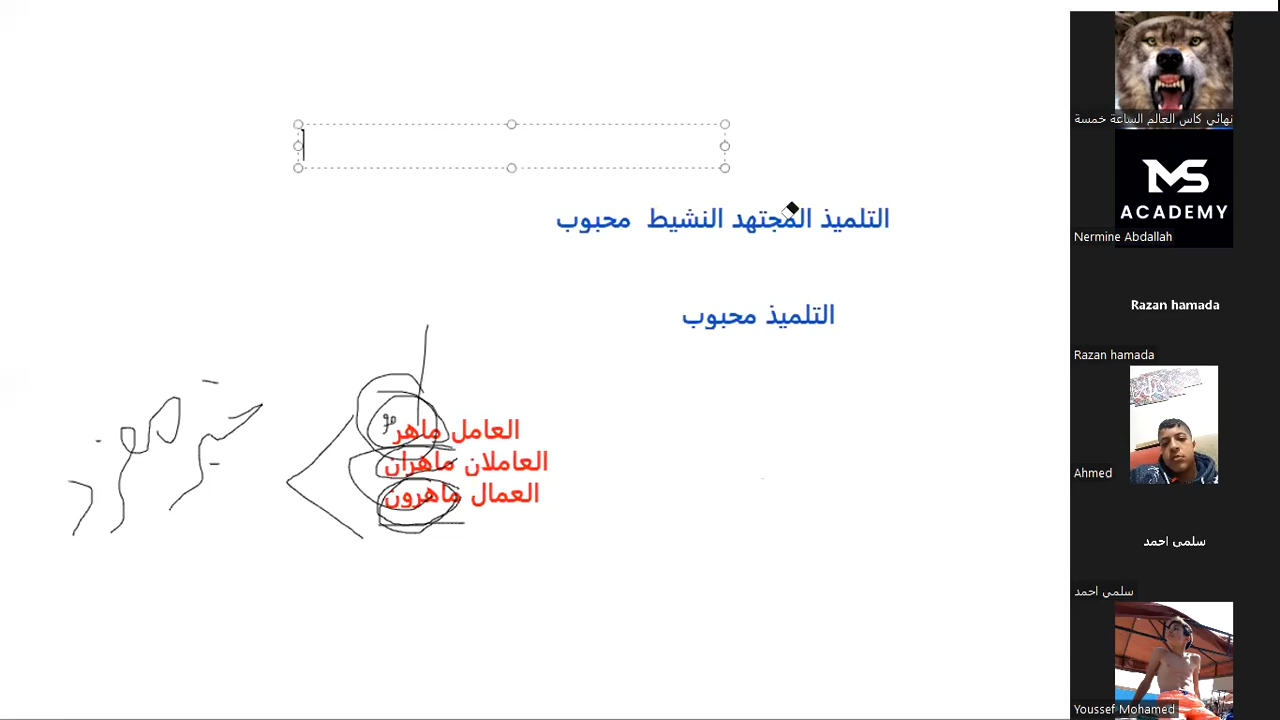 التلميذ المجتهد النشيط محبوب
التلميذ محبوب
العامل ماهر
العاملان ماهران
العمال ماهرون
نهائي كاس العالم الساعة خمسة
MS
ACADEMY
Nermine Abdallah
Razan hamada
Razan hamada
Ahmed
سلمى احمد
سلمى احمد
Youssef Mohamed